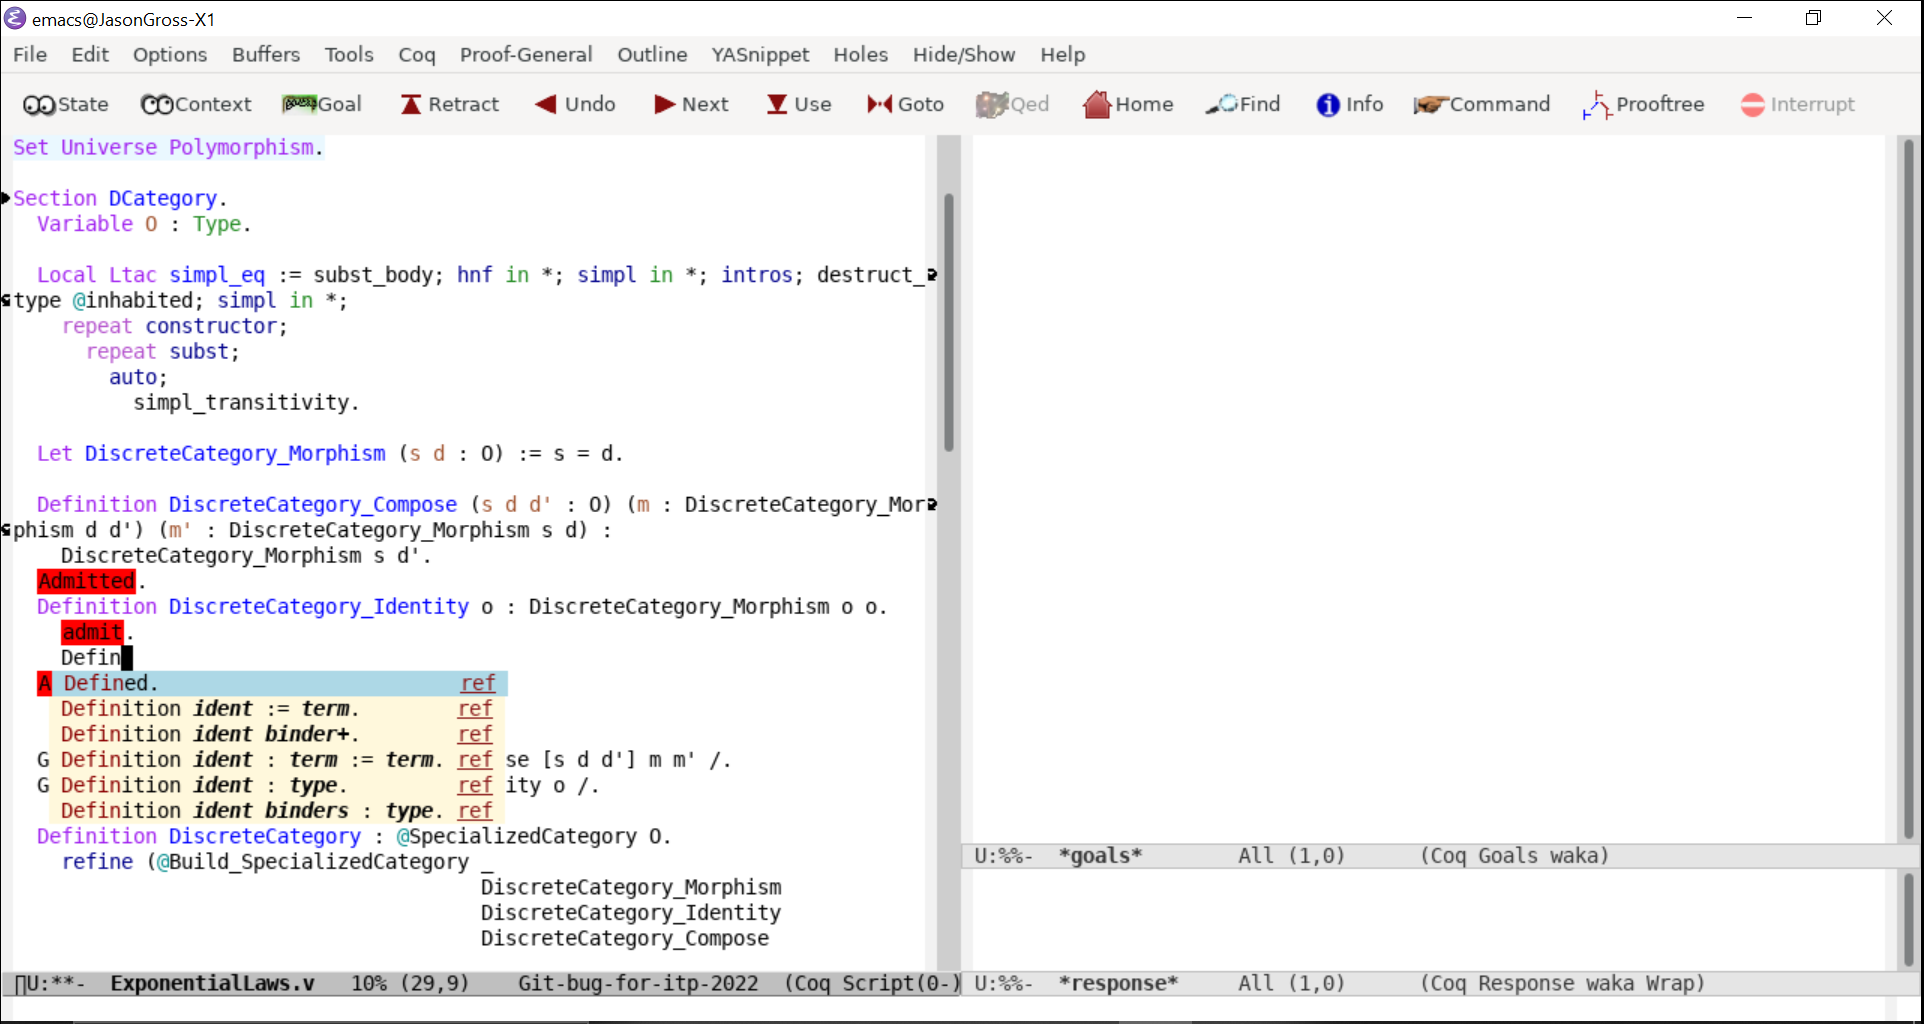 emacs@JasonGross-X1
File Edit Options Buffers Tools Coq Proof-General Outline YASnippet Holes Hide/Show Help
State Context Goal Retract Undo Next Use Goto Qed Home Find Info Command Prooftree Interrupt
Set Universe Polymorphism.
Section DCategory.
Variable O : Type.
Local Ltac simpl_eq := subst_body; hnf in *; simpl in *; intros; destruct_
type @inhabited; simpl in *;
repeat constructor;
repeat subst;
auto;
simpl_transitivity.
Let DiscreteCategory_Morphism (s d : O) := s = d.
Definition DiscreteCategory_Compose (s d d' : O) (m : DiscreteCategory_Mor
phism d d') (m' : DiscreteCategory_Morphism s d) :
DiscreteCategory_Morphism s d'.
Admitted.
Definition DiscreteCategory_Identity o : DiscreteCategory_Morphism o o.
admit.
Defin
A Defined. ref
Definition ident := term. ref
Definition ident binder+. ref
G Definition ident : term := term. ref se [s d d'] m m' /.
G Definition ident : type. ref ity o /.
Definition ident binders : type. ref
Definition DiscreteCategory : @SpecializedCategory O.
refine (@Build_SpecializedCategory _
DiscreteCategory_Morphism
DiscreteCategory_Identity
DiscreteCategory_Compose
U:**- ExponentialLaws.v 10% (29,9) Git-bug-for-itp-2022 (Coq Script(0-)
U:%%- *goals* All (1,0) (Coq Goals waka)
U:%%- *response* All (1,0) (Coq Response waka Wrap)